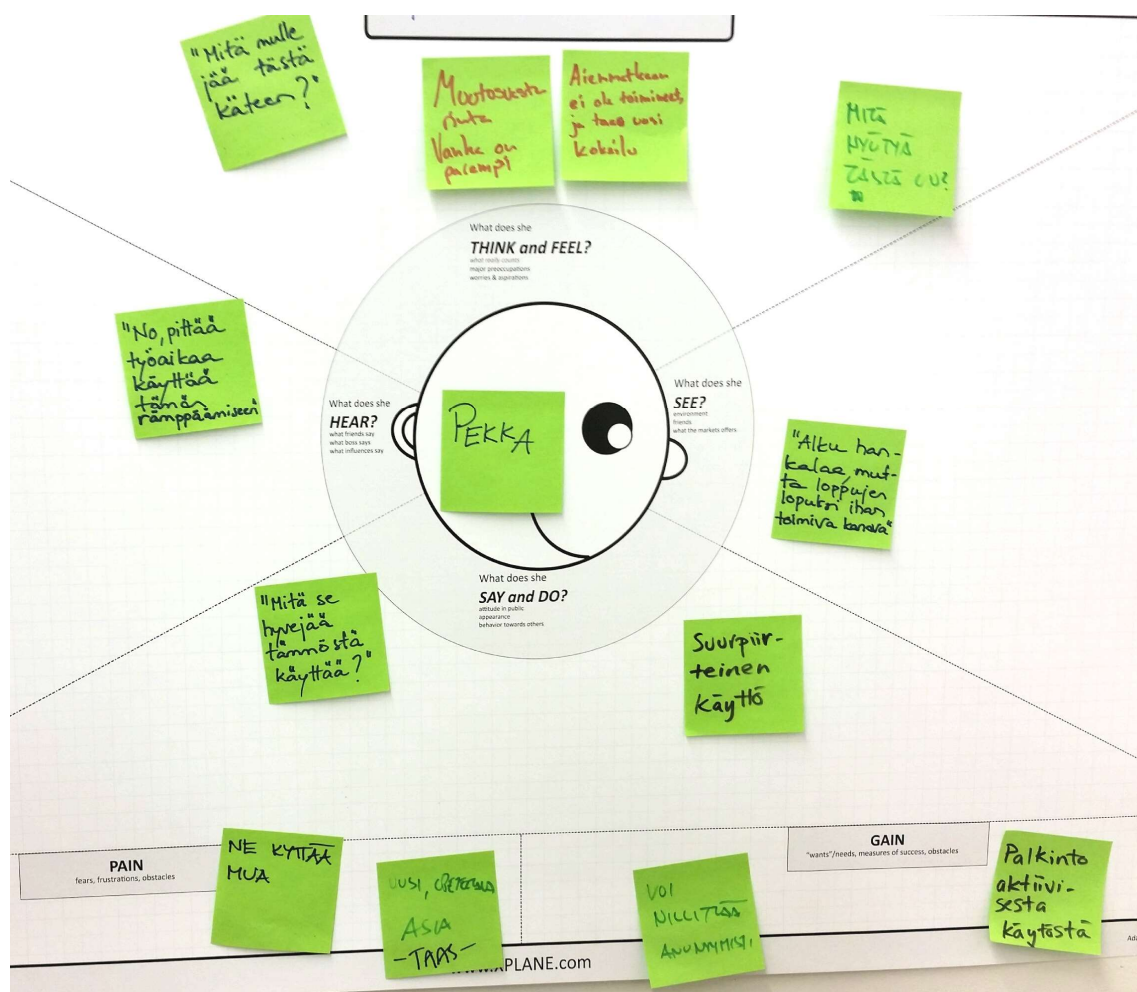 "Mitä mulle
jää tästä
käteen?"
Muutosvasta-
rinta
Vanha on
parempi
Aiemmatkaan
ei ole toimineet,
ja taas uusi
kokeilu
MITÄ
HYÖTYÄ
TÄSTÄ ON?
What does she
THINK and FEEL?
what really counts
major preoccupations
worries & aspirations
"No, pittää
työaikaa
käyttää
tämän
rämppäämiseen"
What does she
HEAR?
what friends say
what boss says
what influences say
PEKKA
What does she
SEE?
environment
friends
what the markets offers
"Alku han-
kalaa, mut-
ta loppujen
lopuksi ihan
toimiva kanava"
What does she
SAY and DO?
attitude in public
appearance
behavior towards others
"Mitä se
hyvejää
tämmöstä
käyttää?"
Suurpiir-
teinen
käyttö
PAIN
fears, frustrations, obstacles
NE KYTTÄÄ
MUA
UUSI, OPETELTAVA
ASIA
-TAAS-
VOI
NILLITTÄÄ
ANONYYMISTI
GAIN
"wants"/needs, measures of success, obstacles
Palkinto
aktiivi-
sesta
käytöstä
www.XPLANE.com
Ada